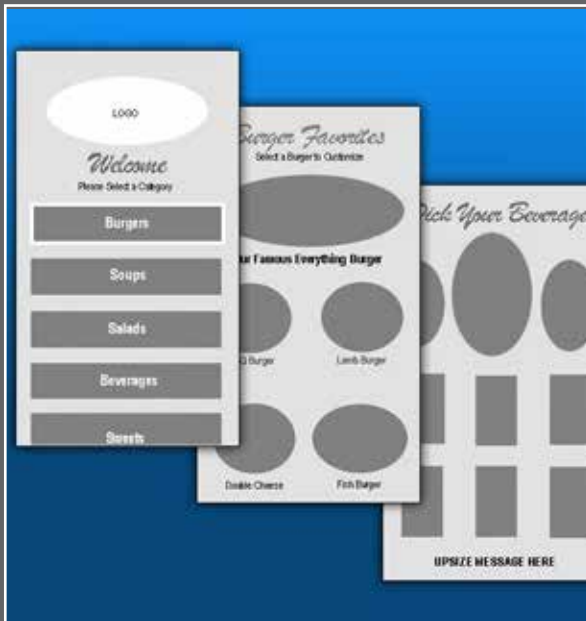 LOGO
Welcome
Please Select a Category
Burgers
Soups
Salads
Beverages
Sweets
Burger Favorites
Select a Burger to Customize
Famous Everything Burger
Burger
Lamb Burger
Double Cheese
Fish Burger
Pick Your Beverage
UPSIZE MESSAGE HERE